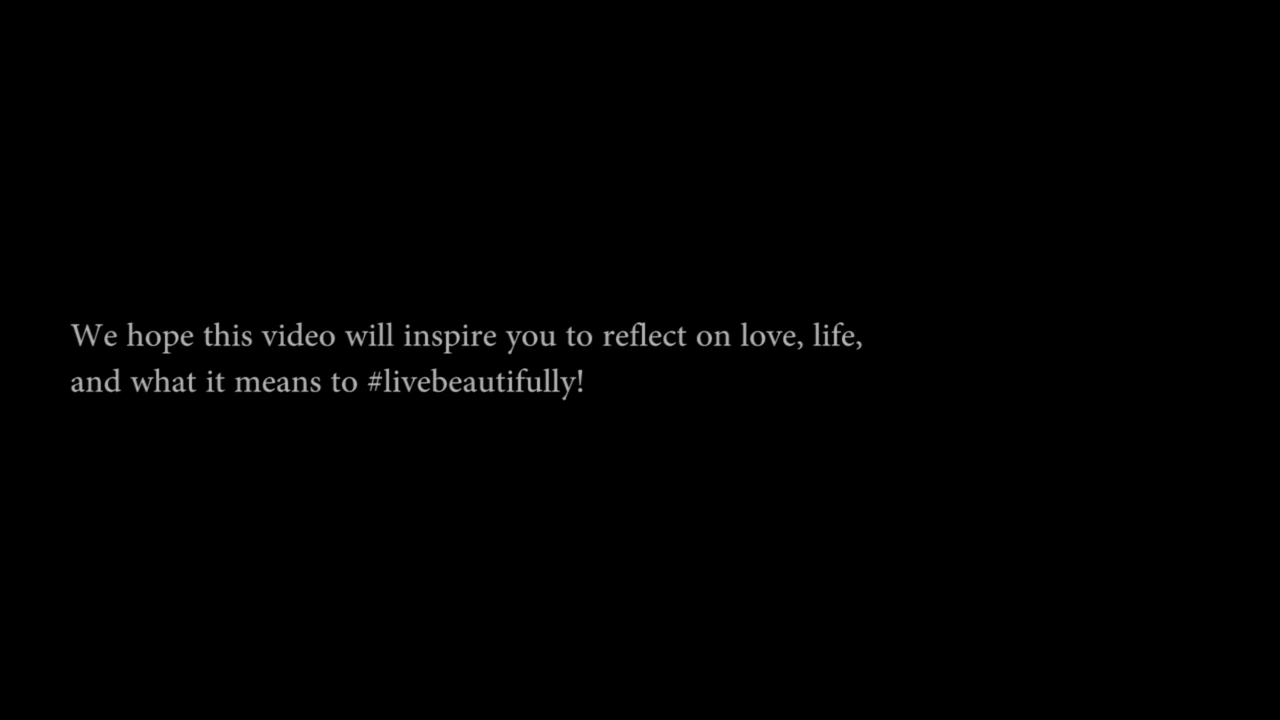 We hope this video will inspire you to reflect on love, life,
and what it means to #livebeautifully!